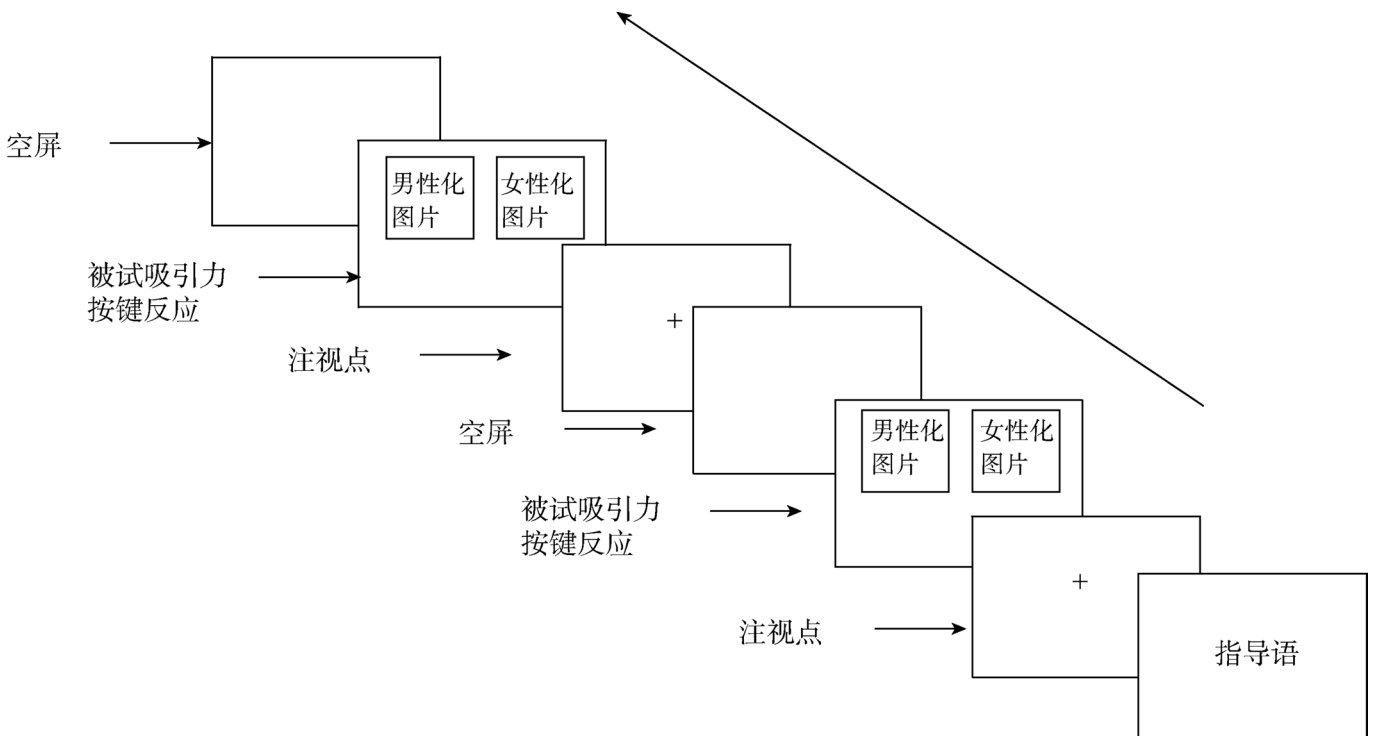 空屏
男性化 女性化
图片 图片
被试吸引力
按键反应
+
注视点
空屏
男性化 女性化
图片 图片
被试吸引力
按键反应
+
注视点
指导语